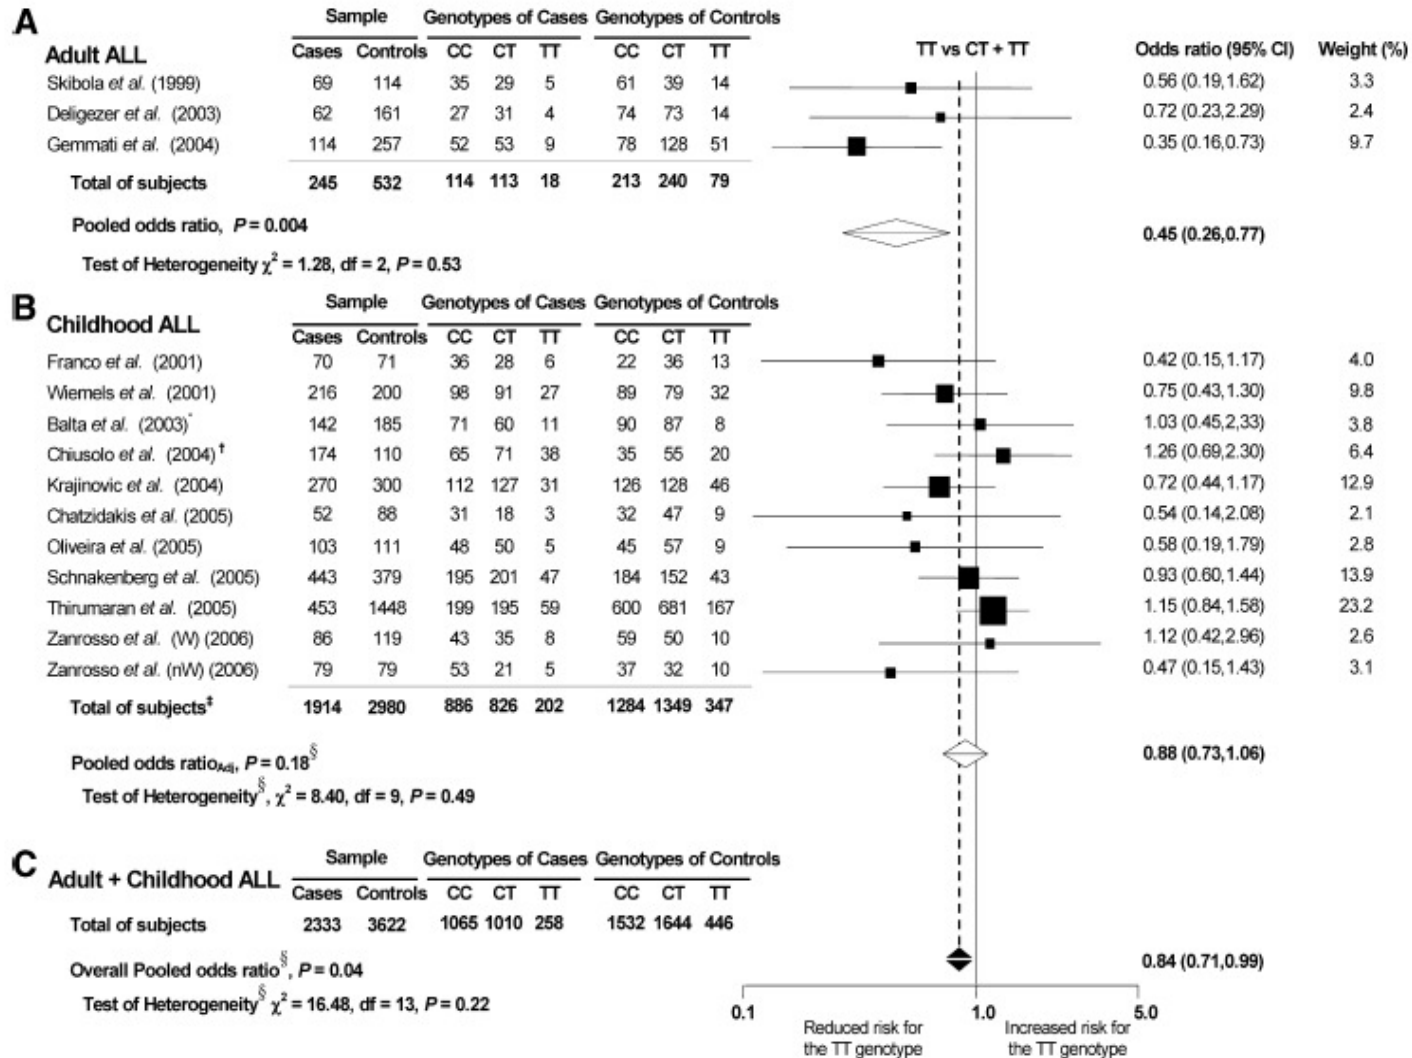 A
Sample Genotypes of Cases Genotypes of Controls
Adult ALL Cases Controls CC CT TT CC CT TT TT vs CT + TT Odds ratio (95% CI) Weight (%)
Skibola et al. (1999) 69 114 35 29 5 61 39 14 0.56 (0.19,1.62) 3.3
Deligezer et al. (2003) 62 161 27 31 4 74 73 14 0.72 (0.23,2.29) 2.4
Gemmati et al. (2004) 114 257 52 53 9 78 128 51 0.35 (0.16,0.73) 9.7
Total of subjects 245 532 114 113 18 213 240 79
Pooled odds ratio, P = 0.004 0.45 (0.26,0.77)
Test of Heterogeneity χ² = 1.28, df = 2, P = 0.53
B
Sample Genotypes of Cases Genotypes of Controls
Childhood ALL Cases Controls CC CT TT CC CT TT
Franco et al. (2001) 70 71 36 28 6 22 36 13 0.42 (0.15,1.17) 4.0
Wiemels et al. (2001) 216 200 98 91 27 89 79 32 0.75 (0.43,1.30) 9.8
Balta et al. (2003)* 142 185 71 60 11 90 87 8 1.03 (0.45,2.33) 3.8
Chiusolo et al. (2004)† 174 110 65 71 38 35 55 20 1.26 (0.69,2.30) 6.4
Krajinovic et al. (2004) 270 300 112 127 31 126 128 46 0.72 (0.44,1.17) 12.9
Chatzidakis et al. (2005) 52 88 31 18 3 32 47 9 0.54 (0.14,2.08) 2.1
Oliveira et al. (2005) 103 111 48 50 5 45 57 9 0.58 (0.19,1.79) 2.8
Schnakenberg et al. (2005) 443 379 195 201 47 184 152 43 0.93 (0.60,1.44) 13.9
Thirumaran et al. (2005) 453 1448 199 195 59 600 681 167 1.15 (0.84,1.58) 23.2
Zanrosso et al. (W) (2006) 86 119 43 35 8 59 50 10 1.12 (0.42,2.96) 2.6
Zanrosso et al. (nW) (2006) 79 79 53 21 5 37 32 10 0.47 (0.15,1.43) 3.1
Total of subjects‡ 1914 2980 886 826 202 1284 1349 347
Pooled odds ratioAdj, P = 0.18§ 0.88 (0.73,1.06)
Test of Heterogeneity§, χ² = 8.40, df = 9, P = 0.49
C
Sample Genotypes of Cases Genotypes of Controls
Adult + Childhood ALL Cases Controls CC CT TT CC CT TT
Total of subjects 2333 3622 1065 1010 258 1532 1644 446
Overall Pooled odds ratio§, P = 0.04 0.84 (0.71,0.99)
Test of Heterogeneity§ χ² = 16.48, df = 13, P = 0.22
0.1 1.0 5.0
Reduced risk for Increased risk for
the TT genotype the TT genotype